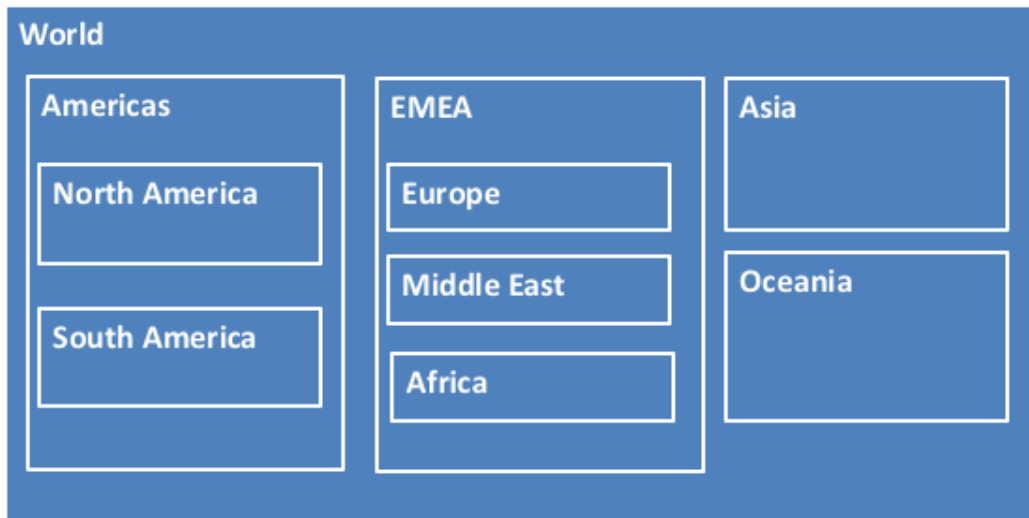 World
Americas
North America
South America
EMEA
Europe
Middle East
Africa
Asia
Oceania